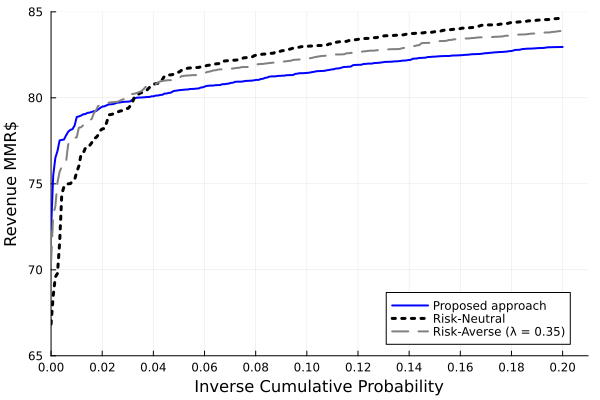 85
80
75
70
65
Revenue MMR$
0.00 0.02 0.04 0.06 0.08 0.10 0.12 0.14 0.16 0.18 0.20
Inverse Cumulative Probability
Proposed approach
Risk-Neutral
Risk-Averse (λ = 0.35)